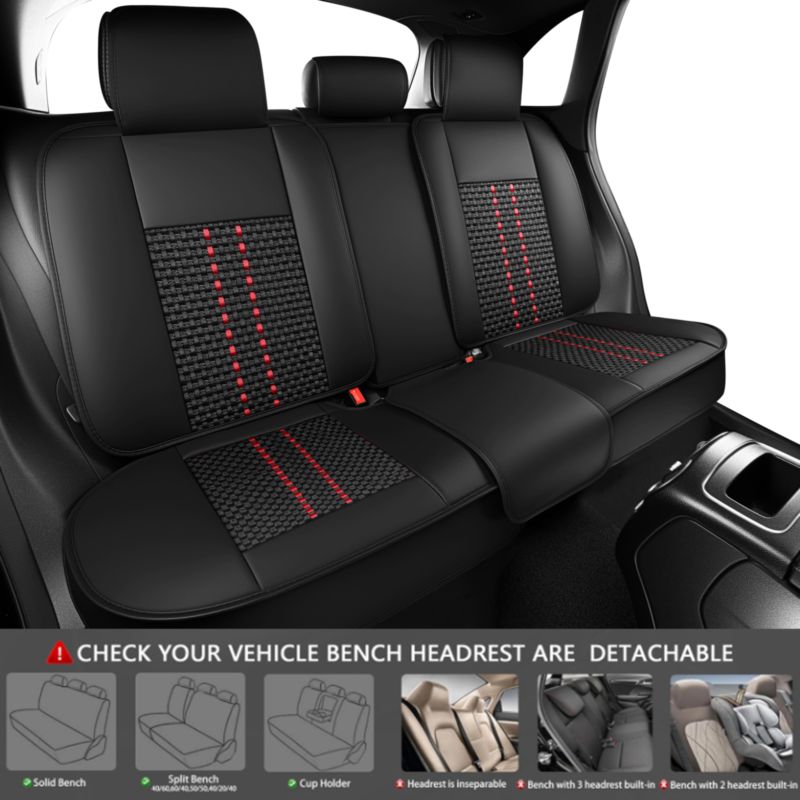 CHECK YOUR VEHICLE BENCH HEADREST ARE DETACHABLE
Solid Bench
Split Bench
40/60,60/40,50/50,40/20/40
Cup Holder
Headrest is inseparable
Bench with 3 headrest built-in
Bench with 2 headrest built-in